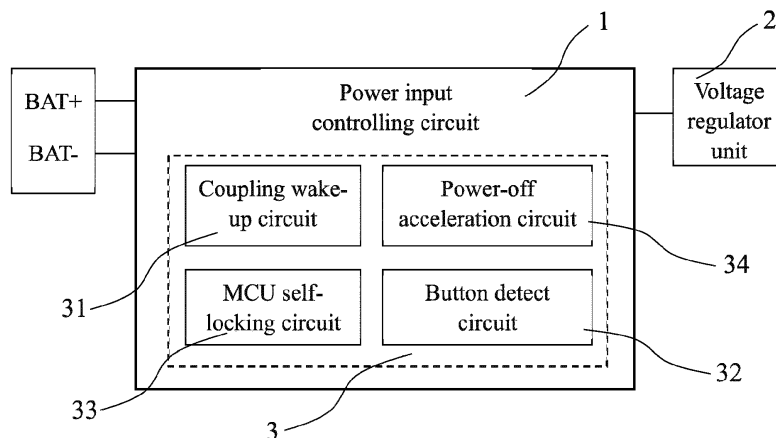 1
2
BAT+
BAT-
Power input
controlling circuit
Voltage
regulator
unit
Coupling wake-
up circuit
Power-off
acceleration circuit
31
34
MCU self-
locking circuit
Button detect
circuit
33
3
32